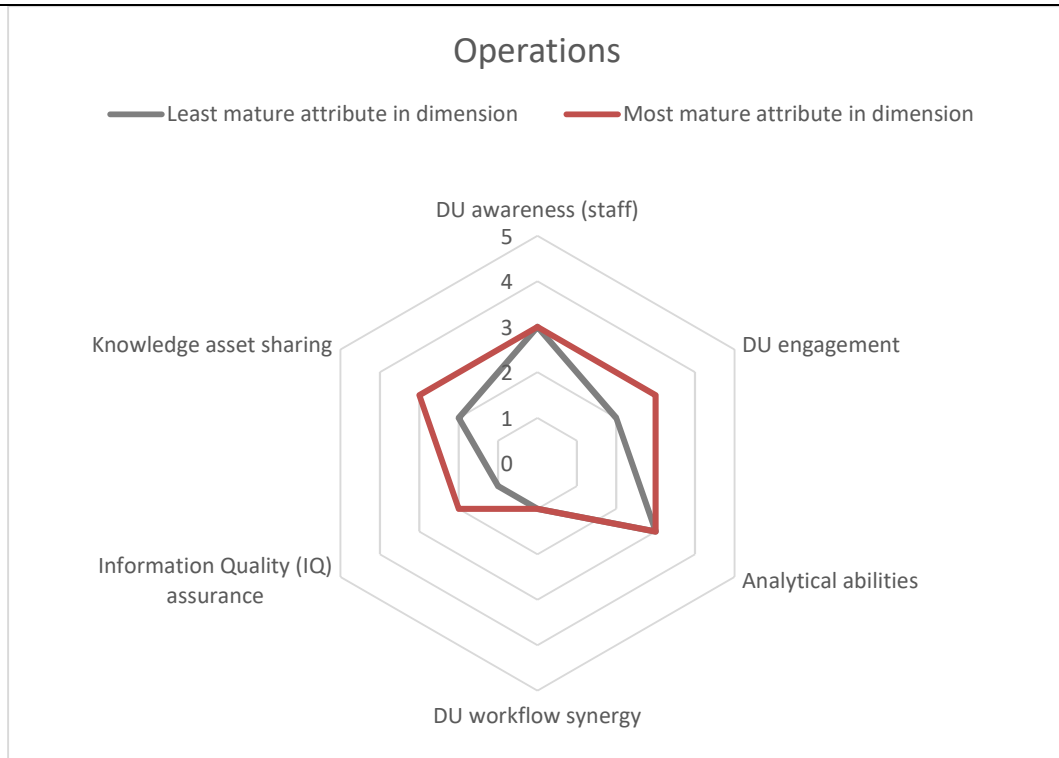 Operations
Least mature attribute in dimension
Most mature attribute in dimension
DU awareness (staff)
5
4
3
2
1
0
Knowledge asset sharing
DU engagement
Information Quality (IQ)
assurance
Analytical abilities
DU workflow synergy